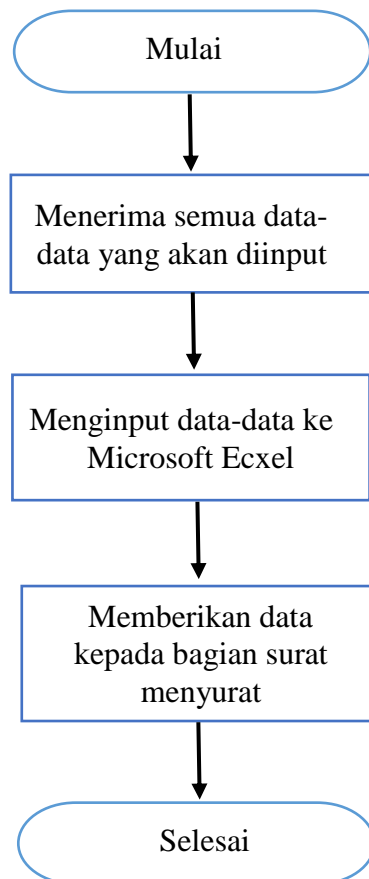 Mulai
Menerima semua data-
data yang akan diinput
Menginput data-data ke
Microsoft Ecxel
Memberikan data
kepada bagian surat
menyurat
Selesai